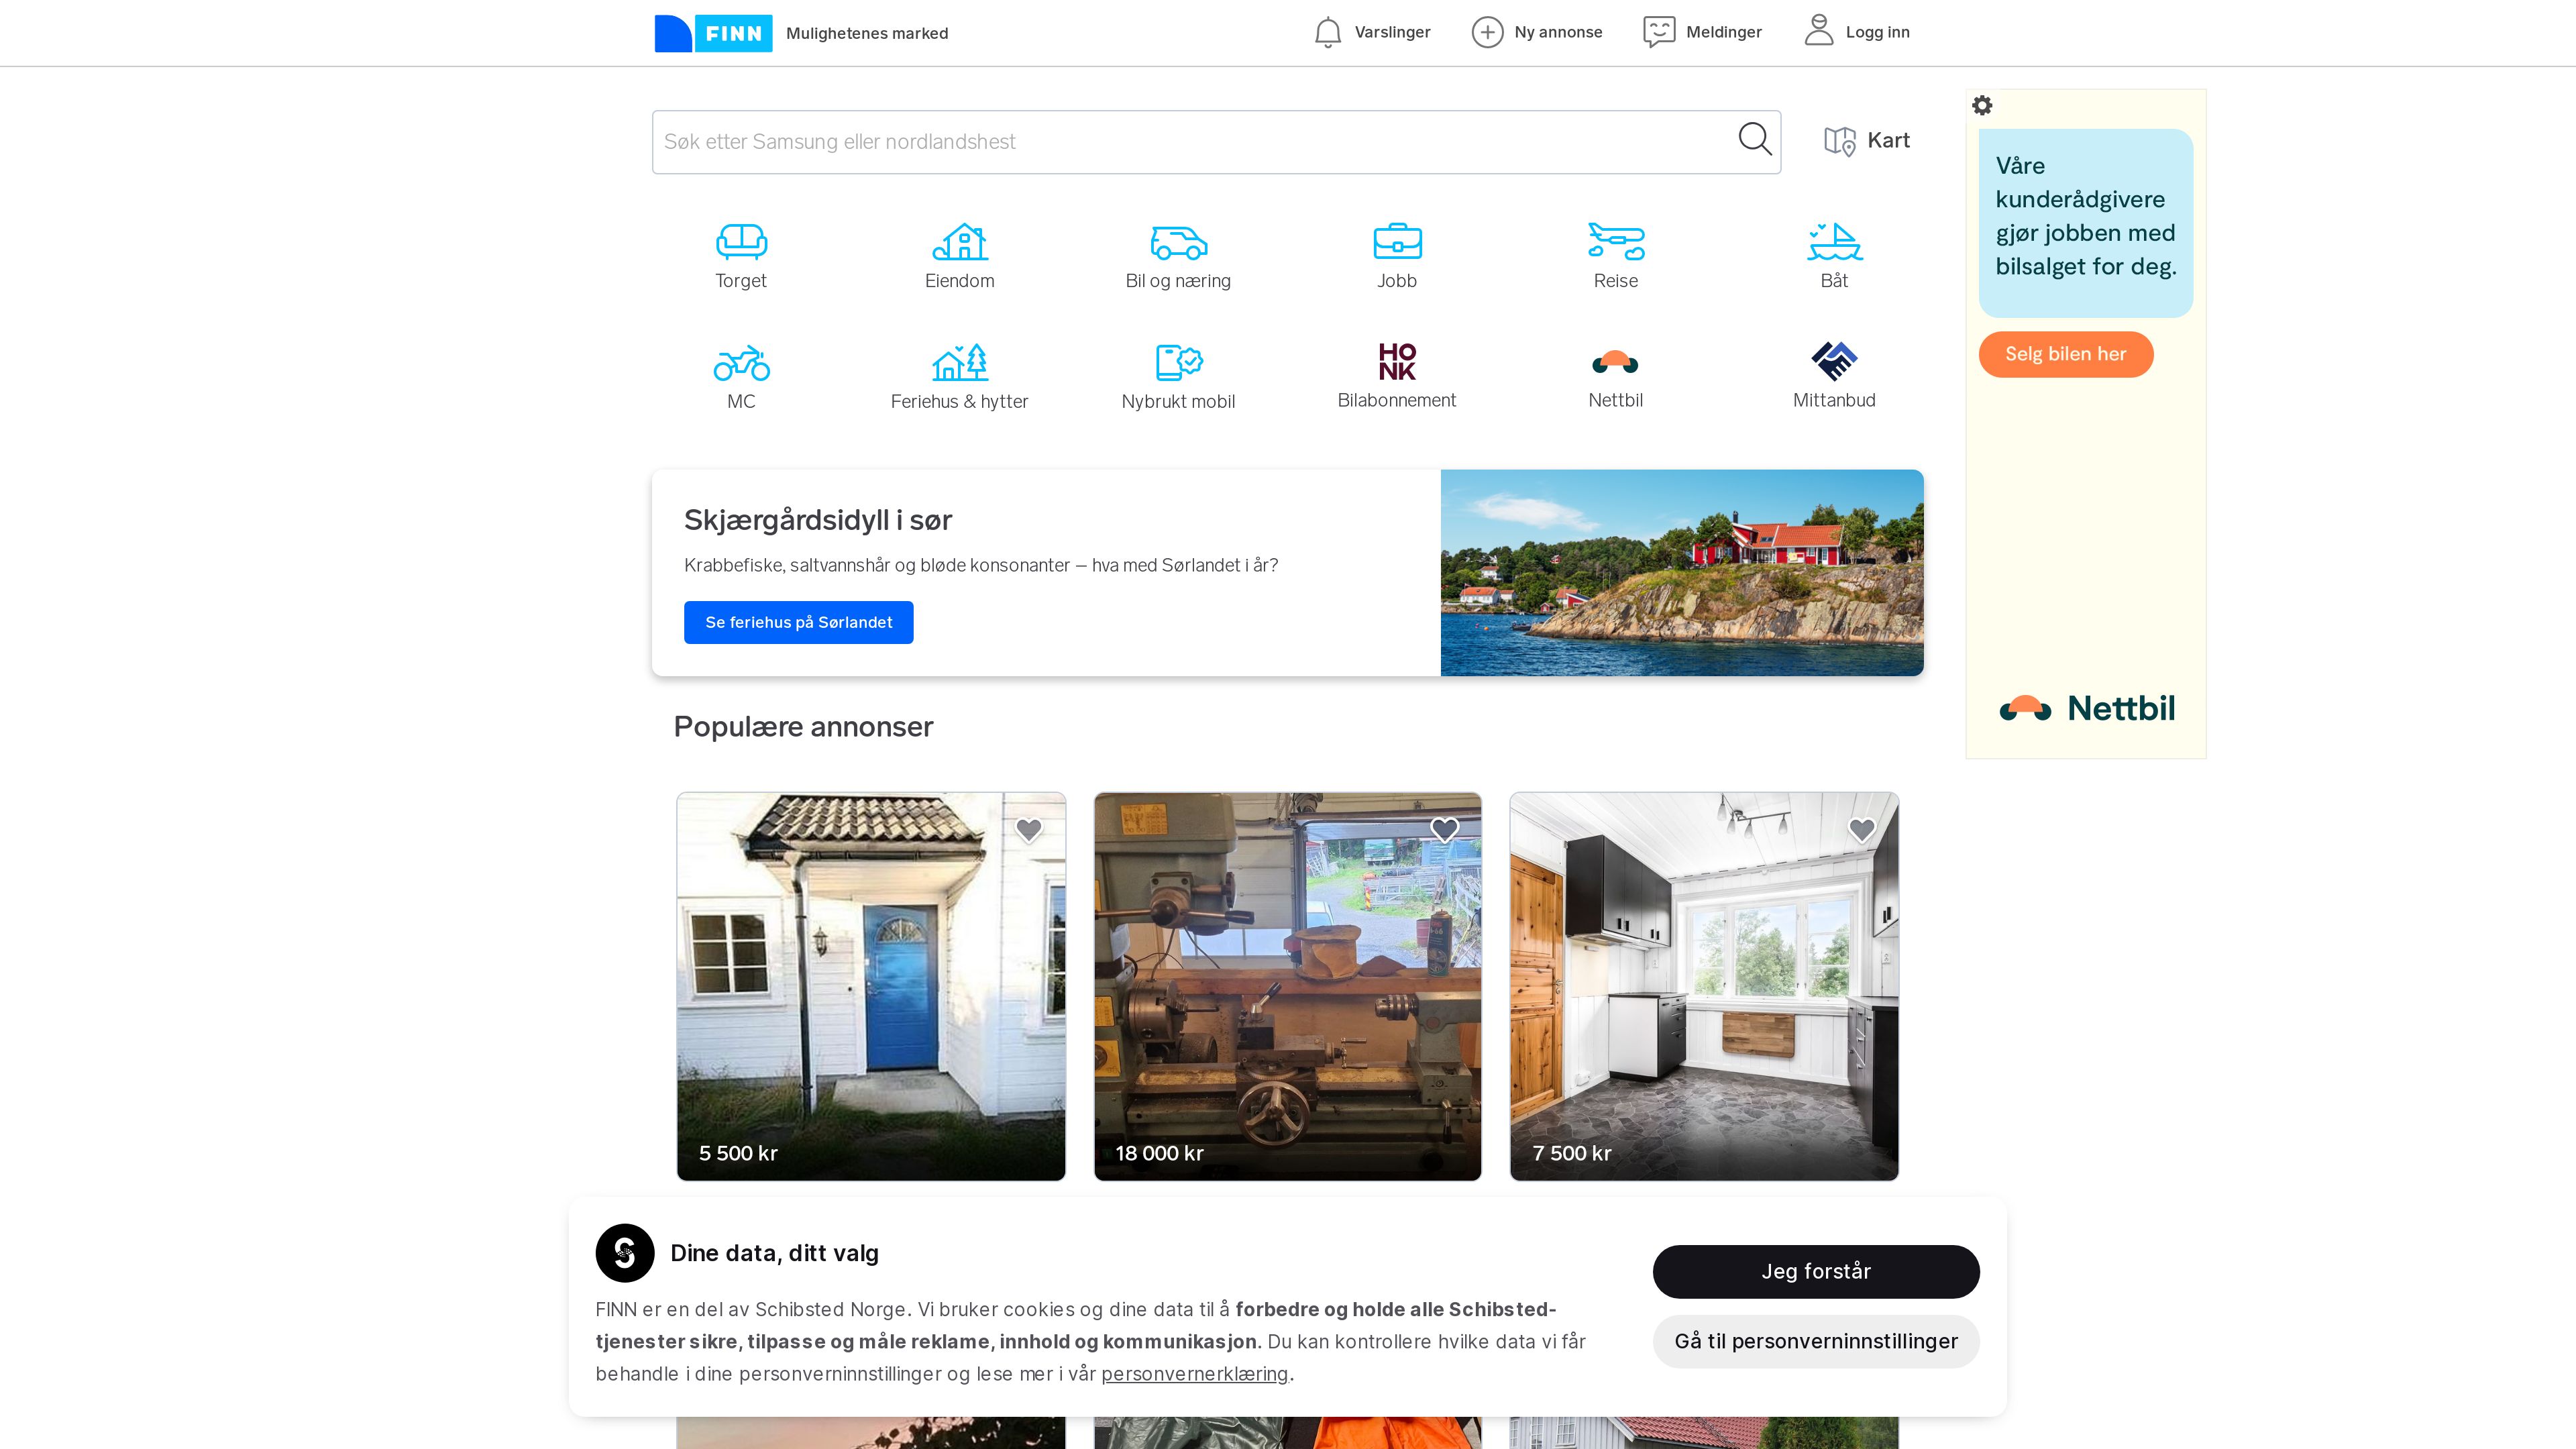 FINN
Mulighetenes marked
Varslinger
Ny annonse
Meldinger
Logg inn
Søk etter Samsung eller nordlandshest
Kart
Torget
Eiendom
Bil og næring
Jobb
Reise
Båt
MC
Feriehus & hytter
Nybrukt mobil
HO
NK
Bilabonnement
Nettbil
Mittanbud
Våre
kunderådgivere
gjør jobben med
bilsalget for deg.
Selg bilen her
Nettbil
Skjærgårdsidyll i sør
Krabbefiske, saltvannshår og bløde konsonanter – hva med Sørlandet i år?
Se feriehus på Sørlandet
Populære annonser
5 500 kr
18 000 kr
7 500 kr
S
Dine data, ditt valg
FINN er en del av Schibsted Norge. Vi bruker cookies og dine data til å forbedre og holde alle Schibsted-
tjenester sikre, tilpasse og måle reklame, innhold og kommunikasjon. Du kan kontrollere hvilke data vi får
behandle i dine personverninnstillinger og lese mer i vår personvernerklæring.
Jeg forstår
Gå til personverninnstillinger